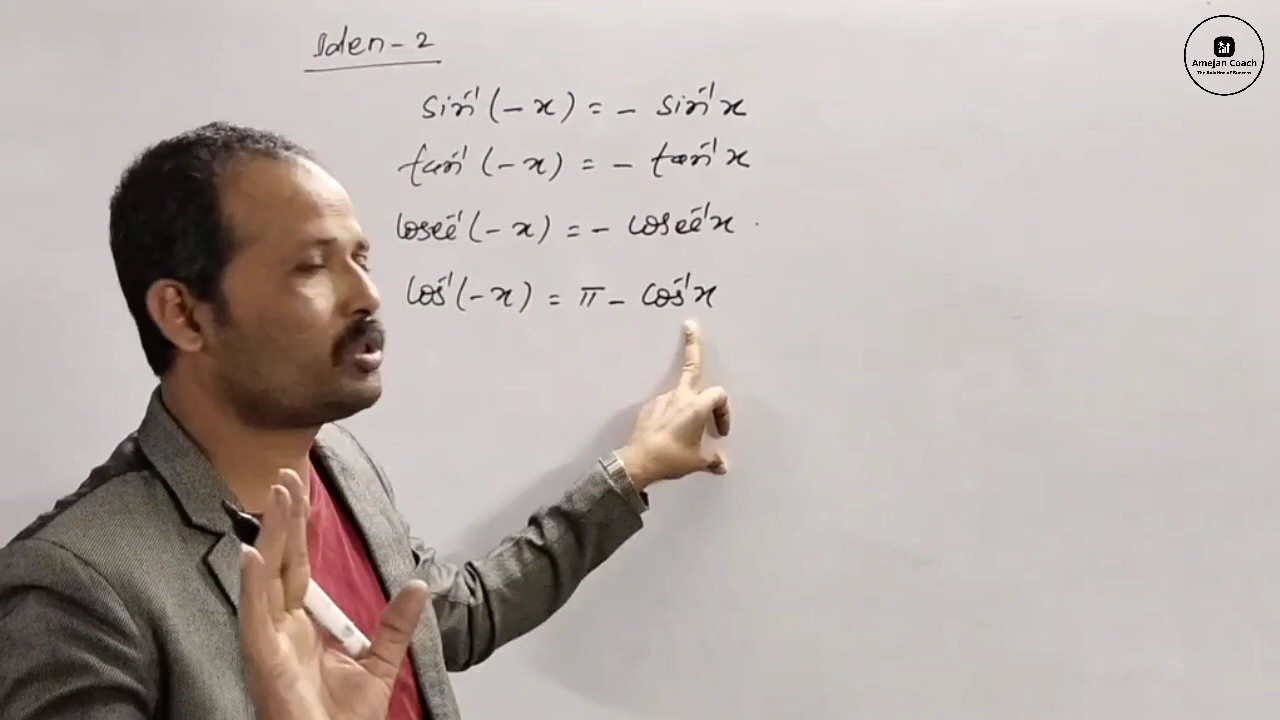 Iden-2
sin⁻¹(-x) = - sin⁻¹x
tan⁻¹(-x) = - tan⁻¹x
cosec⁻¹(-x) = - cosec⁻¹x.
cos⁻¹(-x) = π - cos⁻¹x
Amejan Coach